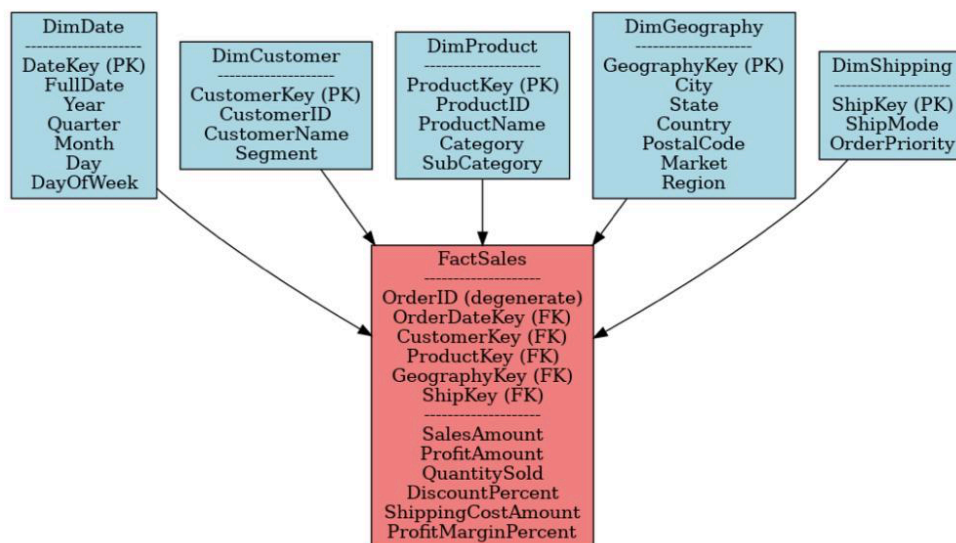 DimDate
--------------------
DateKey (PK)
FullDate
Year
Quarter
Month
Day
DayOfWeek
DimCustomer
--------------------
CustomerKey (PK)
CustomerID
CustomerName
Segment
DimProduct
--------------------
ProductKey (PK)
ProductID
ProductName
Category
SubCategory
DimGeography
--------------------
GeographyKey (PK)
City
State
Country
PostalCode
Market
Region
DimShipping
--------------------
ShipKey (PK)
ShipMode
OrderPriority
FactSales
--------------------
OrderID (degenerate)
OrderDateKey (FK)
CustomerKey (FK)
ProductKey (FK)
GeographyKey (FK)
ShipKey (FK)
--------------------
SalesAmount
ProfitAmount
QuantitySold
DiscountPercent
ShippingCostAmount
ProfitMarginPercent